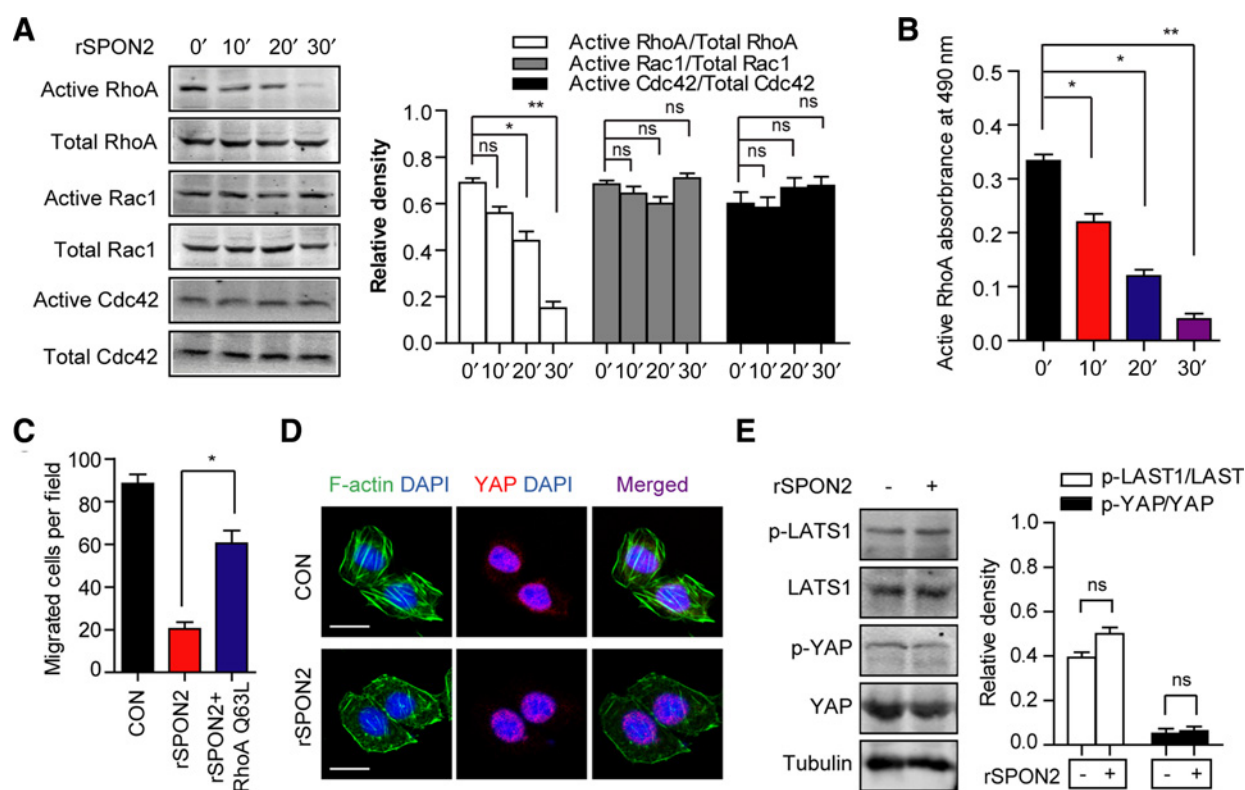 A
rSPON2 0′ 10′ 20′ 30′
Active RhoA
Total RhoA
Active Rac1
Total Rac1
Active Cdc42
Total Cdc42
Active RhoA/Total RhoA
Active Rac1/Total Rac1
Active Cdc42/Total Cdc42
Relative density
1.0
0.8
0.6
0.4
0.2
0.0
ns * **
ns ns ns
ns ns ns
0′ 10′ 20′ 30′ 0′ 10′ 20′ 30′ 0′ 10′ 20′ 30′
B
Active RhoA absorbrance at 490 nm
0.5
0.4
0.3
0.2
0.1
0.0
* * **
0′ 10′ 20′ 30′
C
Migrated cells per field
100
80
60
40
20
0
*
CON
rSPON2
rSPON2+
RhoA Q63L
D
F-actin DAPI YAP DAPI Merged
CON
rSPON2
E
rSPON2 - +
p-LATS1
LATS1
p-YAP
YAP
Tubulin
p-LAST1/LAST
p-YAP/YAP
Relative density
1.0
0.8
0.6
0.4
0.2
0.0
ns
ns
rSPON2 - + - +